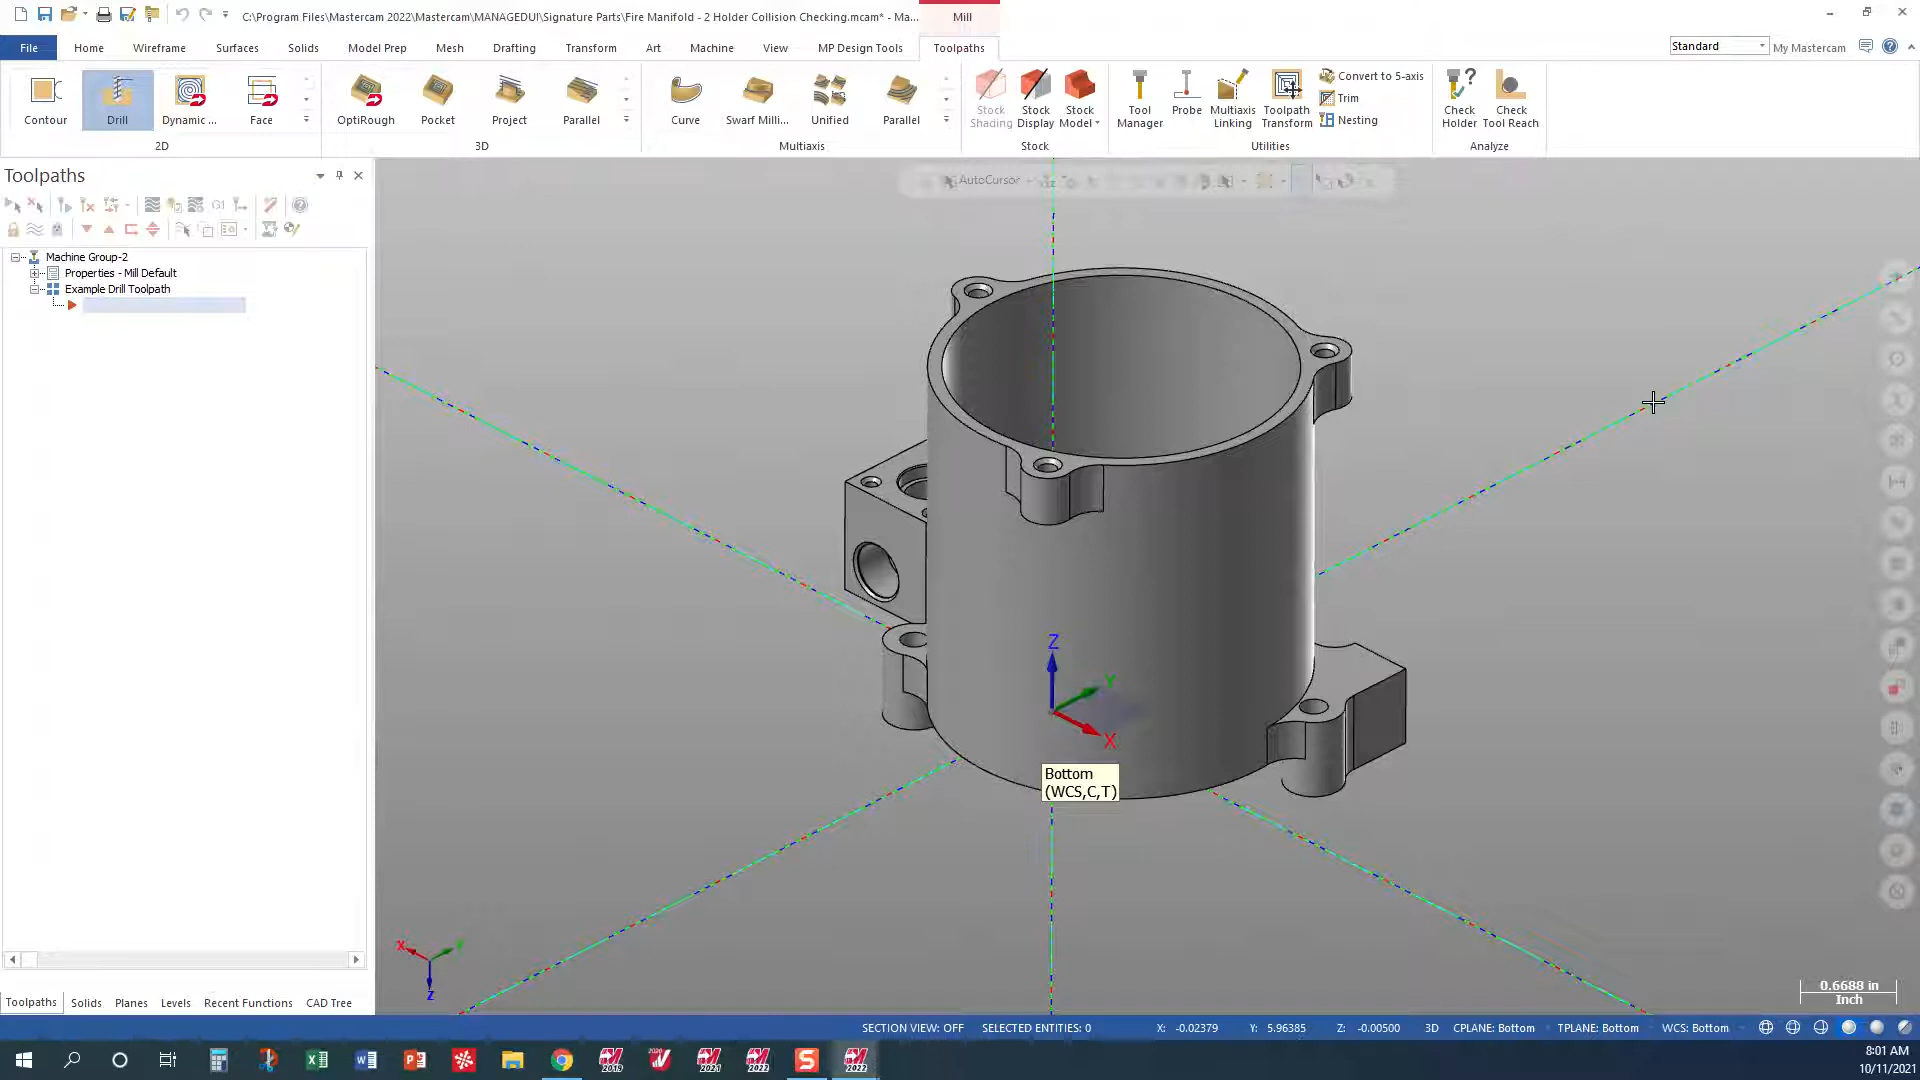 C:\Program Files\Mastercam 2022\Mastercam\MANAGEDUI\Signature Parts\Fire Manifold - 2 Holder Collision Checking.mcam* - Ma...
Mill
File
Home
Wireframe
Surfaces
Solids
Model Prep
Mesh
Drafting
Transform
Art
Machine
View
MP Design Tools
Toolpaths
Standard
My Mastercam
Contour
Drill
Dynamic ...
Face
OptiRough
Pocket
Project
Parallel
Curve
Swarf Milli...
Unified
Parallel
Stock
Shading
Stock
Display
Stock
Model
Tool
Manager
Probe
Multiaxis
Linking
Toolpath
Transform
Convert to 5-axis
Trim
Nesting
Check
Holder
Check
Tool Reach
2D
3D
Multiaxis
Stock
Utilities
Analyze
Toolpaths
G1
AutoCursor
Machine Group-2
Properties - Mill Default
Example Drill Toolpath
Z
Y
X
Bottom
(WCS,C,T)
X
Y
Z
0.6688 in
Inch
Toolpaths
Solids
Planes
Levels
Recent Functions
CAD Tree
SECTION VIEW: OFF
SELECTED ENTITIES: 0
X: -0.02379
Y: 5.96385
Z: -0.00500
3D
CPLANE: Bottom
TPLANE: Bottom
WCS: Bottom
2019
2020
2021
2022
2022
8:01 AM
10/11/2021